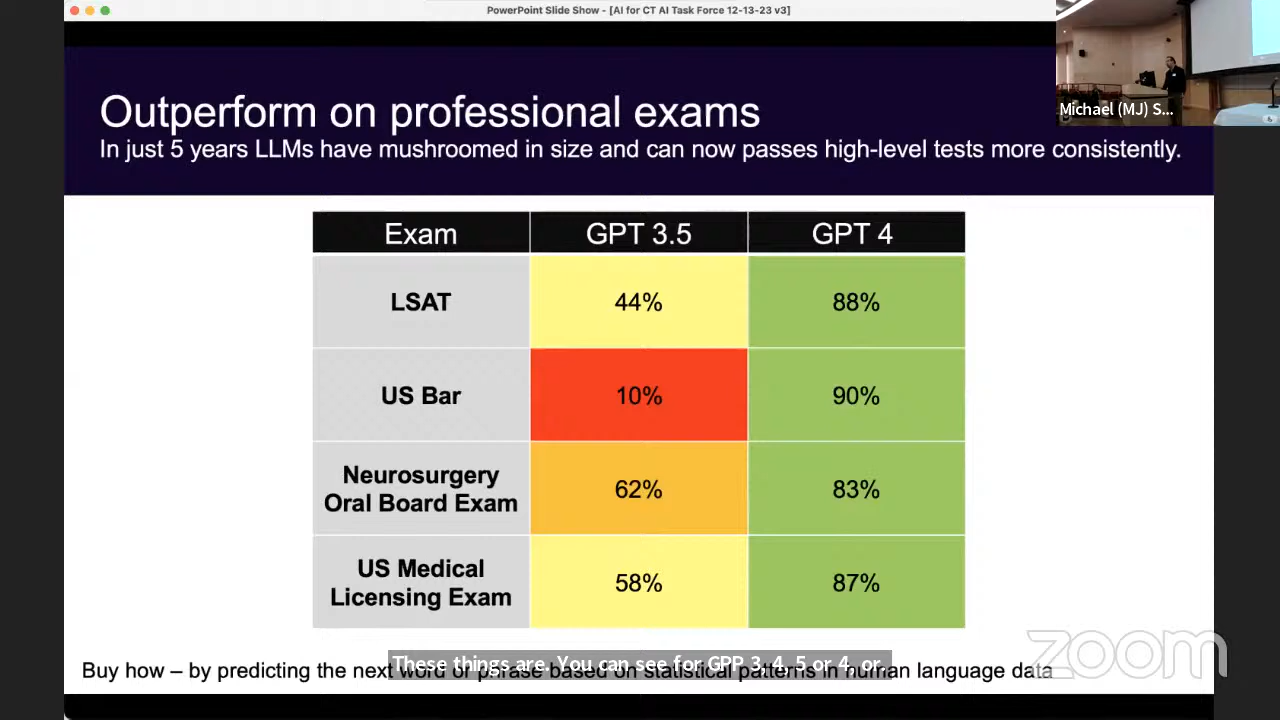 PowerPoint Slide Show - [AI for CT AI Task Force 12-13-23 v3]
Michael (MJ) S...
Outperform on professional exams
In just 5 years LLMs have mushroomed in size and can now passes high-level tests more consistently.
Exam GPT 3.5 GPT 4
LSAT 44% 88%
US Bar 10% 90%
Neurosurgery
Oral Board Exam 62% 83%
US Medical
Licensing Exam 58% 87%
These things are. You can see for GPP 3, 4, 5 or 4, or.
Buy how – by predicting the next word or phrase based on statistical patterns in human language data
zoom